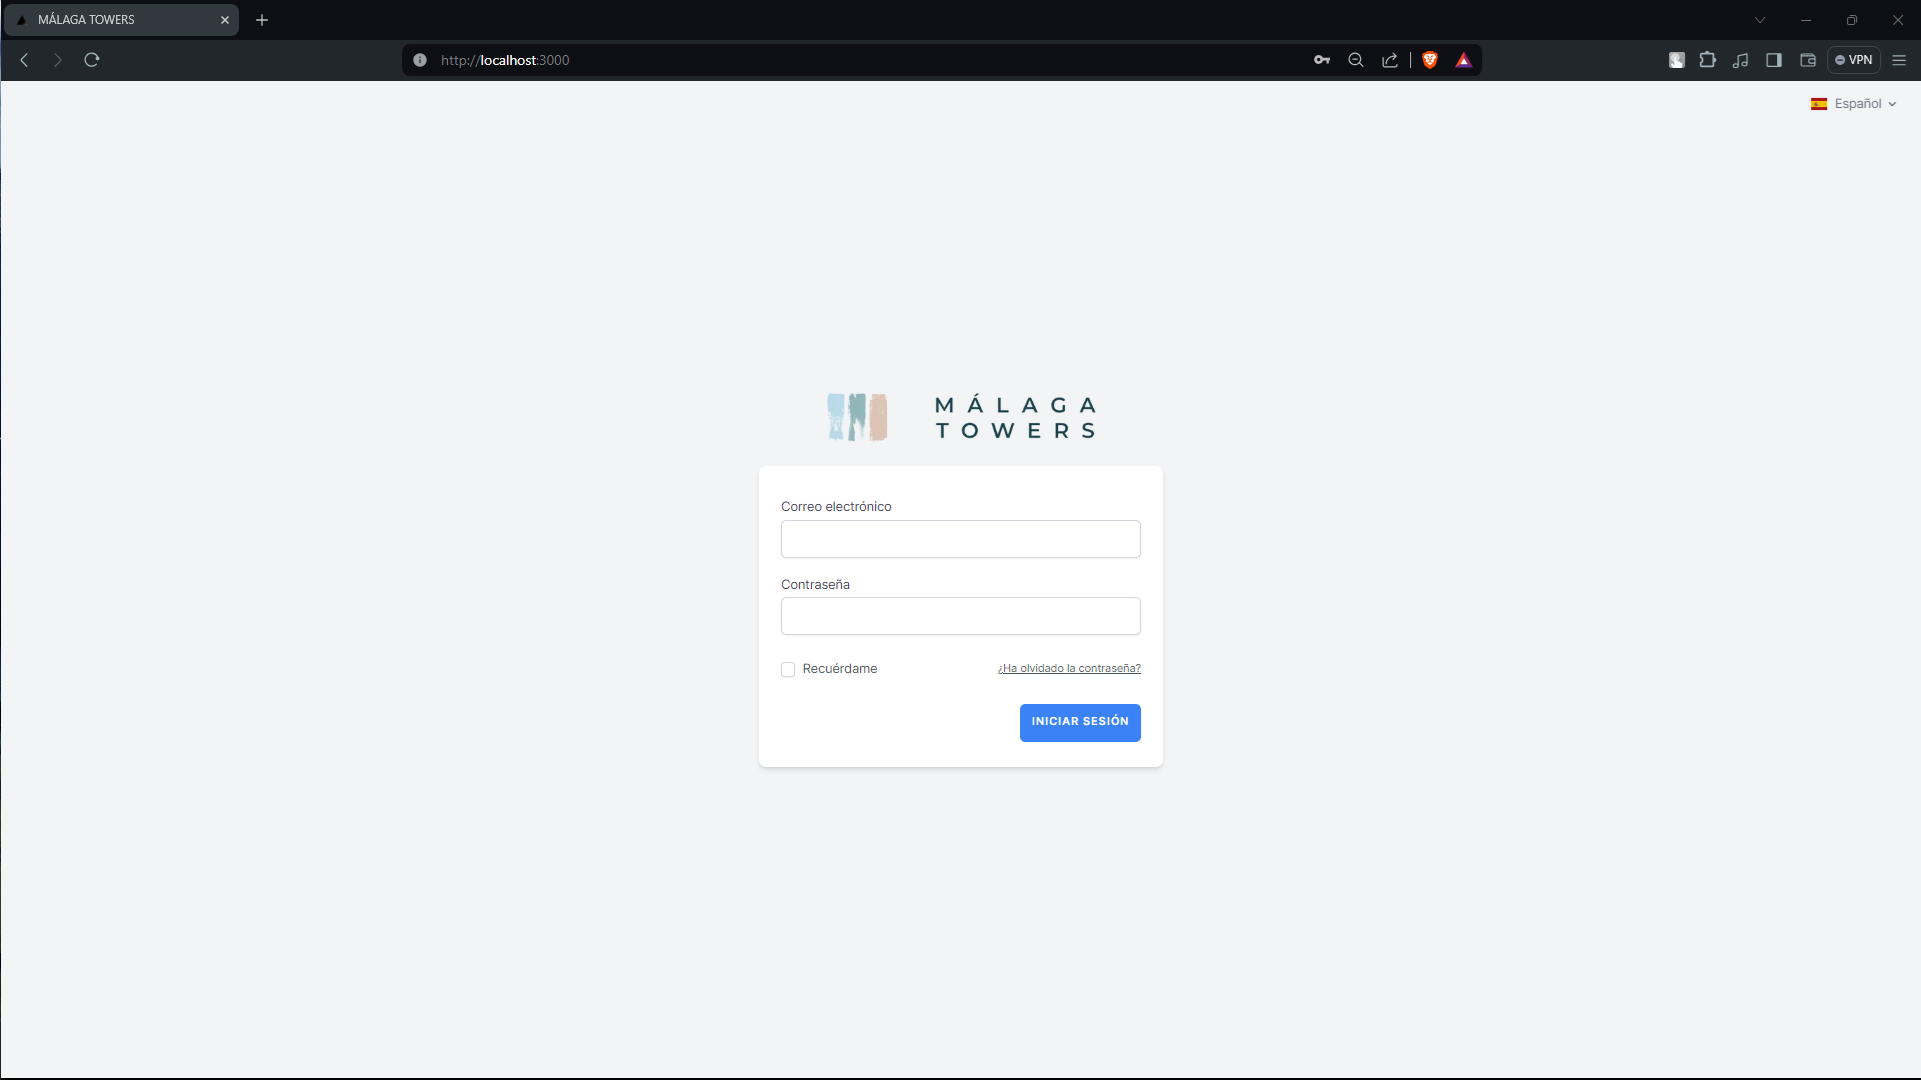 MÁLAGA TOWERS
http://localhost:3000
VPN
Español
MÁLAGA
TOWERS
Correo electrónico
Contraseña
Recuérdame
¿Ha olvidado la contraseña?
INICIAR SESIÓN